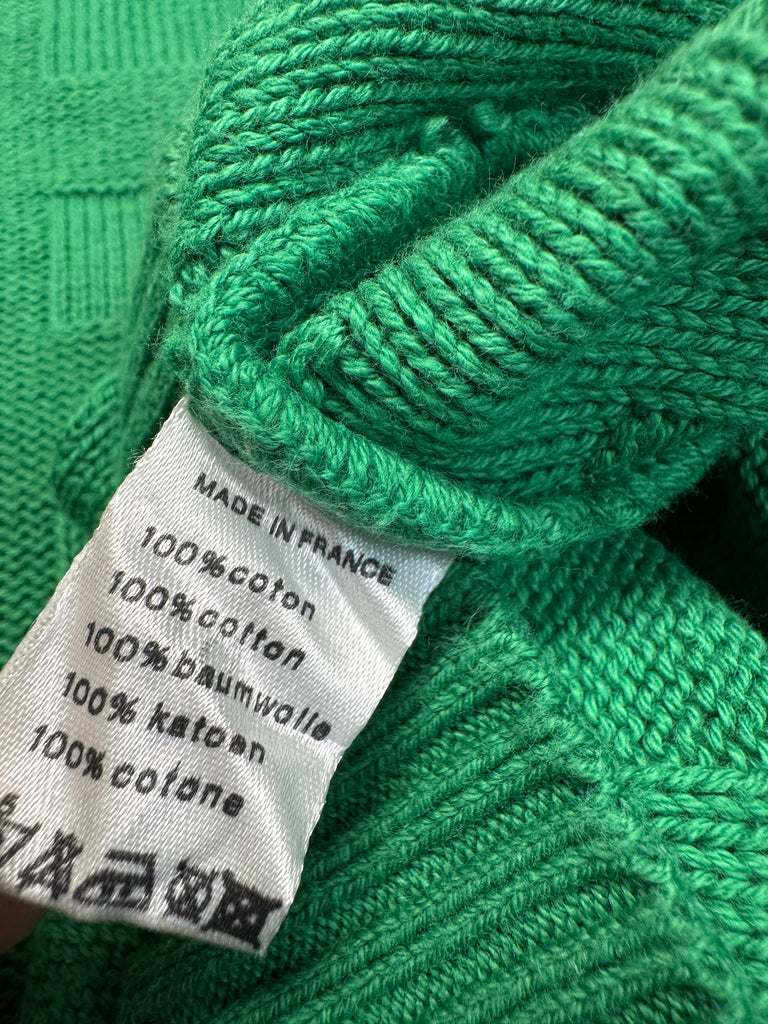 MADE IN FRANCE
100%coton
100%cotton
100%baumwolle
100% katoen
100%cotone